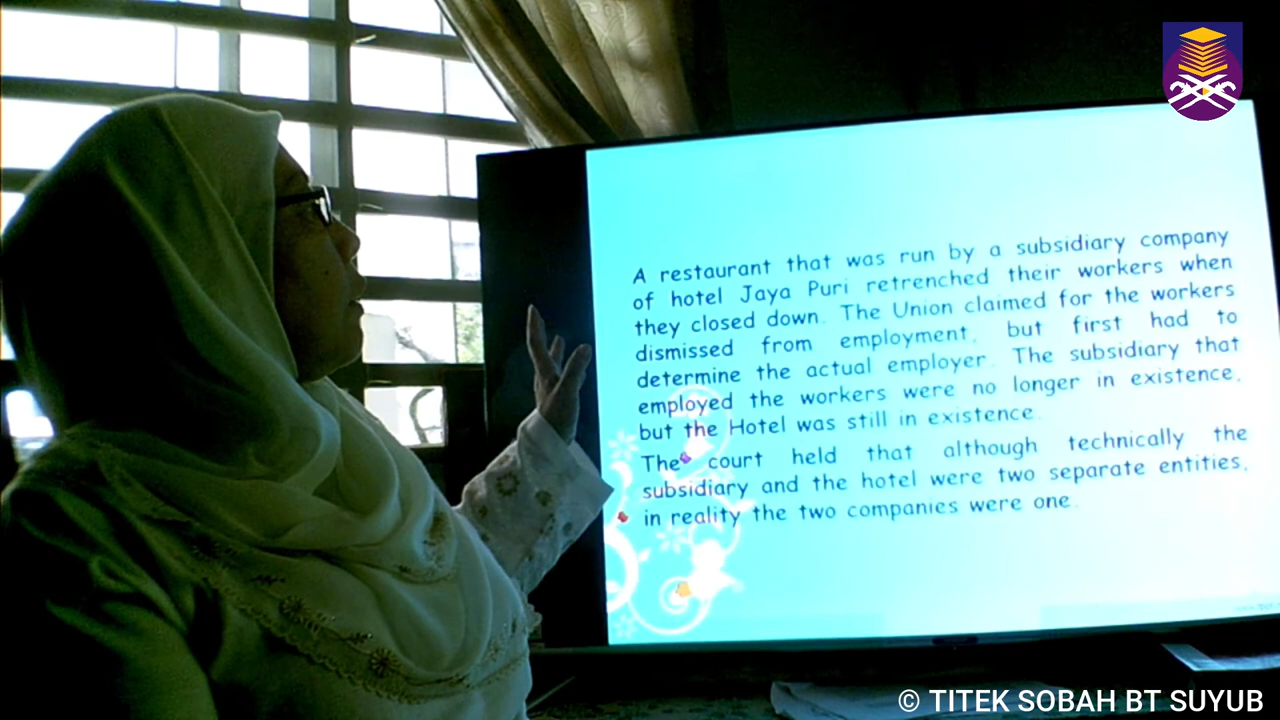 A restaurant that was run by a subsidiary company
of hotel Jaya Puri retrenched their workers when
they closed down. The Union claimed for the workers
dismissed from employment, but first had to
determine the actual employer. The subsidiary that
employed the workers were no longer in existence,
but the Hotel was still in existence.
The court held that although technically the
subsidiary and the hotel were two separate entities,
in reality the two companies were one.
© TITEK SOBAH BT SUYUB